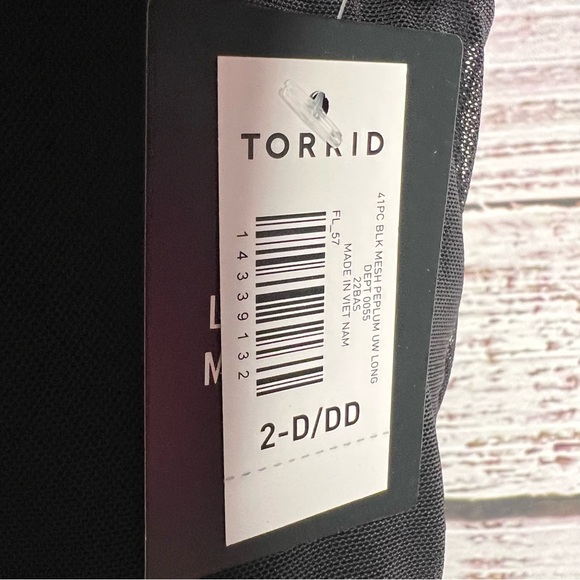 TORRID
41PC BLK MESH PEPLUM UW LONG
DEPT 0055
22BAS
MADE IN VIET NAM
FL_57
14339132
2-D/DD
L
M